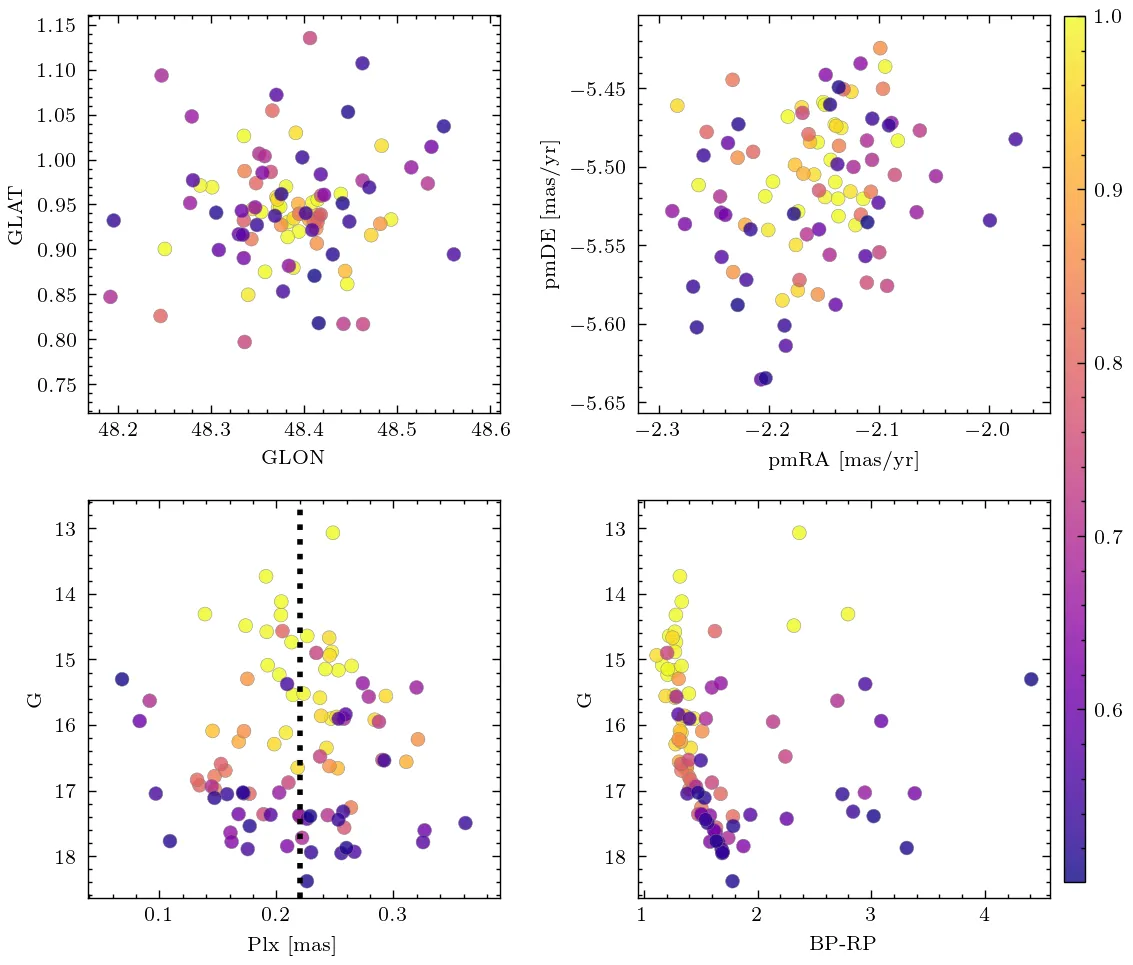 1.15
1.10
1.05
1.00
0.95
0.90
0.85
0.80
0.75
GLAT
48.2 48.3 48.4 48.5 48.6
GLON
−5.45
−5.50
−5.55
−5.60
−5.65
pmDE [mas/yr]
−2.3 −2.2 −2.1 −2.0
pmRA [mas/yr]
13
14
15
16
17
18
G
0.1 0.2 0.3
Plx [mas]
13
14
15
16
17
18
G
1 2 3 4
BP-RP
1.0
0.9
0.8
0.7
0.6